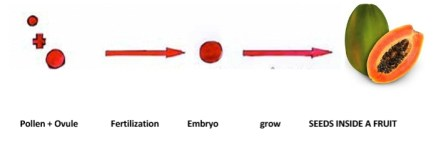 Pollen + Ovule Fertilization Embryo grow SEEDS INSIDE A FRUIT